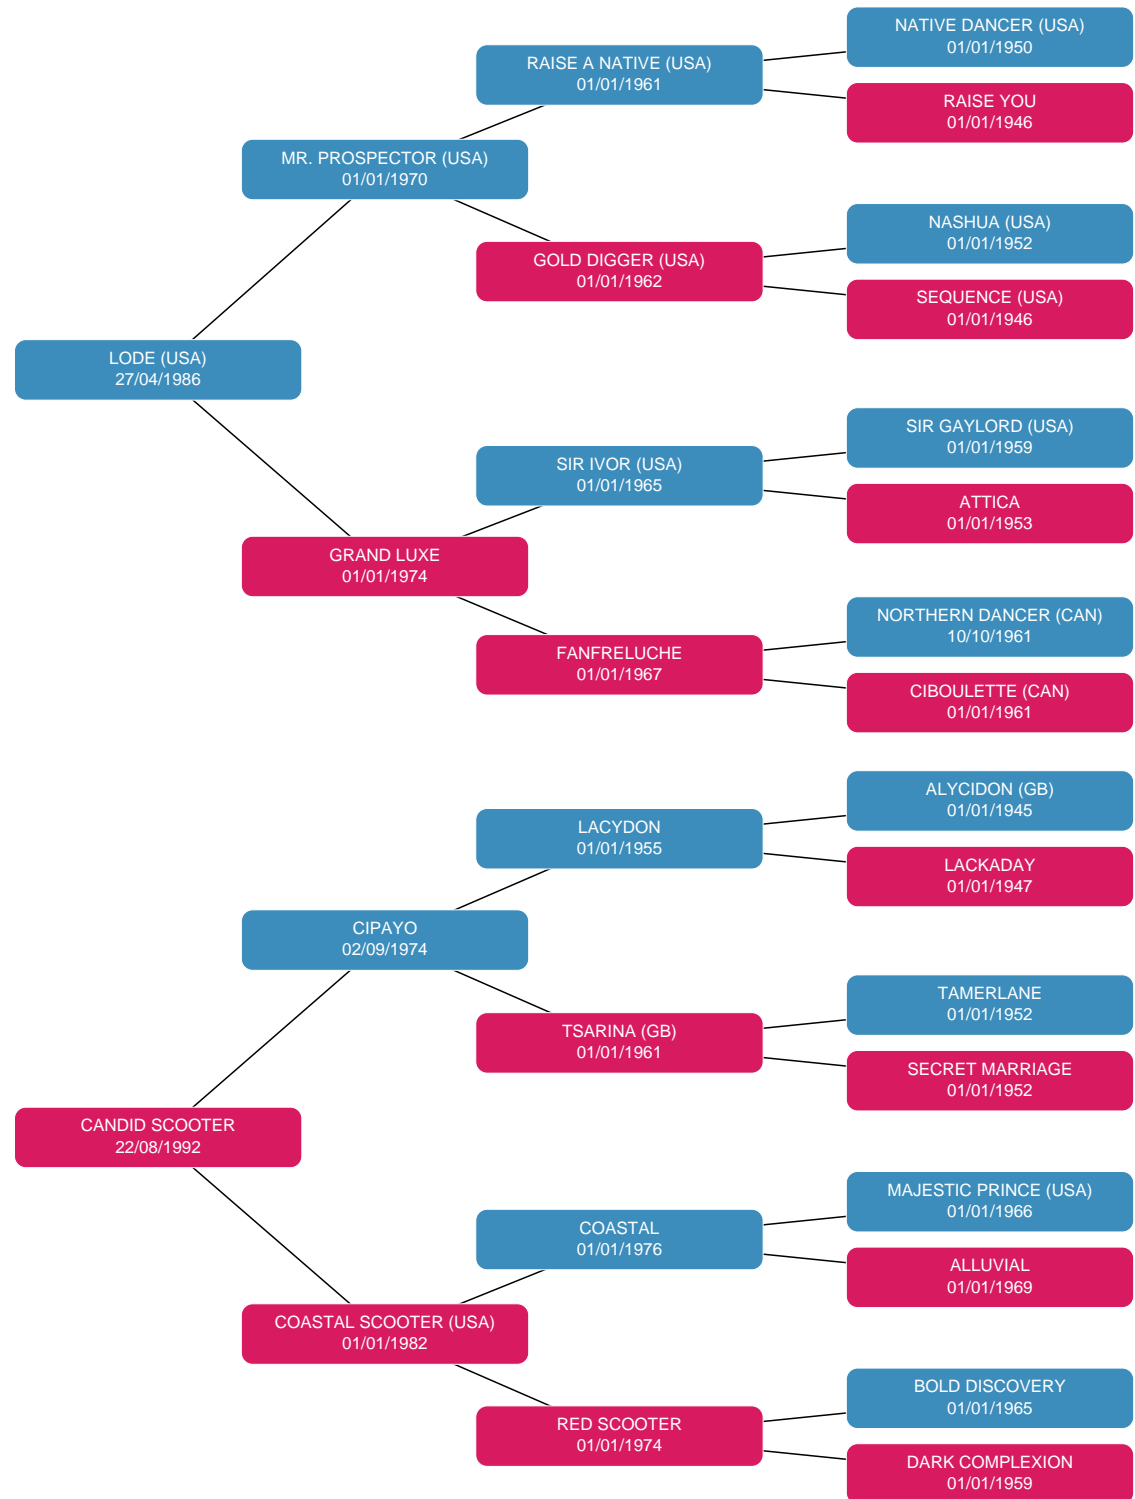 NATIVE DANCER (USA)
01/01/1950
RAISE A NATIVE (USA)
01/01/1961
RAISE YOU
01/01/1946
MR. PROSPECTOR (USA)
01/01/1970
NASHUA (USA)
01/01/1952
GOLD DIGGER (USA)
01/01/1962
SEQUENCE (USA)
01/01/1946
LODE (USA)
27/04/1986
SIR GAYLORD (USA)
01/01/1959
SIR IVOR (USA)
01/01/1965
ATTICA
01/01/1953
GRAND LUXE
01/01/1974
NORTHERN DANCER (CAN)
10/10/1961
FANFRELUCHE
01/01/1967
CIBOULETTE (CAN)
01/01/1961
ALYCIDON (GB)
01/01/1945
LACYDON
01/01/1955
LACKADAY
01/01/1947
CIPAYO
02/09/1974
TAMERLANE
01/01/1952
TSARINA (GB)
01/01/1961
SECRET MARRIAGE
01/01/1952
CANDID SCOOTER
22/08/1992
MAJESTIC PRINCE (USA)
01/01/1966
COASTAL
01/01/1976
ALLUVIAL
01/01/1969
COASTAL SCOOTER (USA)
01/01/1982
BOLD DISCOVERY
01/01/1965
RED SCOOTER
01/01/1974
DARK COMPLEXION
01/01/1959